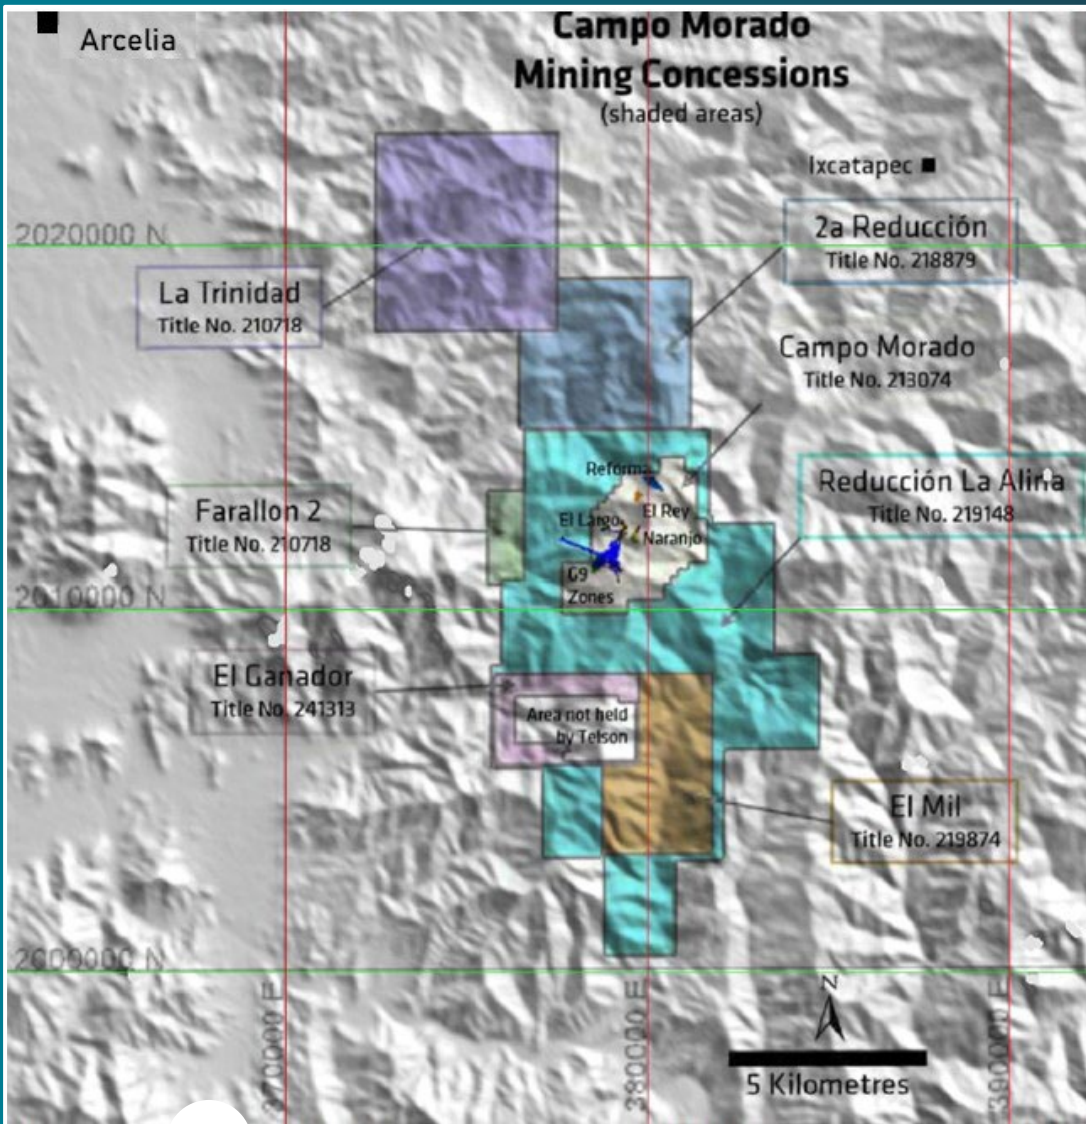 Campo Morado
Arcelia
Mining Concessions
(shaded areas)
Ixcatapec
2a Reducción
2020000 N
Title No. 218879
La Trinidad
Title No. 210718
Campo Morado
Title No. 213074
Reforma
Reducción La Alina
Farallon 2
El Largo
El Rey
Title No. 219148
Title No. 210718
Naranjo
G9
Zones
2010000 N
El Ganador
Title No. 241313
Area not held
by Telson
El Mil
Title No. 219874
2000000 N
370000 E
380000 E
390000 E
N
5 Kilometres